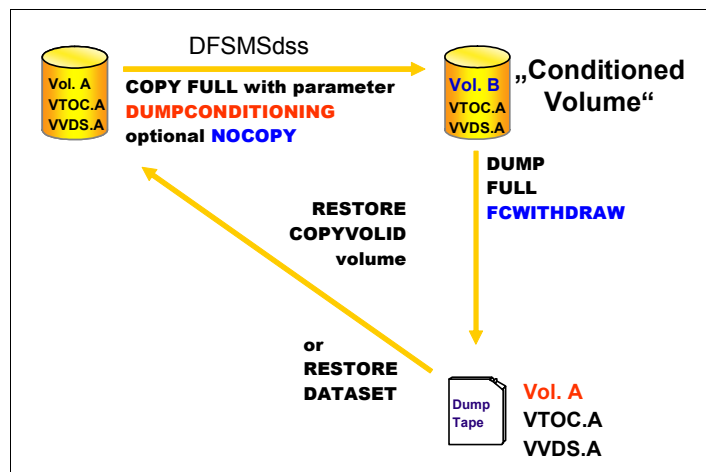 DFSMSdss
Vol. A
VTOC.A
VVDS.A
COPY FULL with parameter
DUMPCONDITIONING
optional NOCOPY
Vol. B
VTOC.A
VVDS.A
„Conditioned
Volume“
DUMP
FULL
FCWITHDRAW
RESTORE
COPYVOLID
volume
or
RESTORE
DATASET
Dump
Tape
Vol. A
VTOC.A
VVDS.A